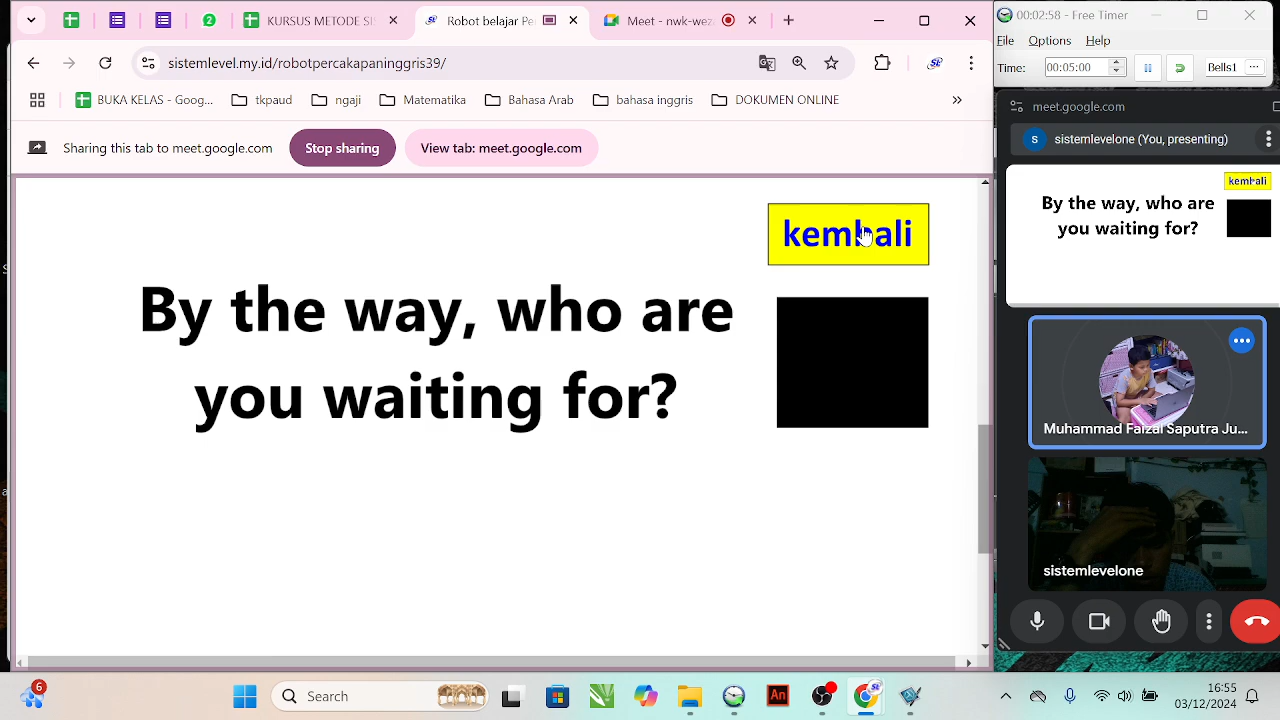 2
KURSUS METODE SI
Robot belajar Pe
Meet - nwk-wez
sistemlevel.my.id/robotpercakapaninggris39/
BUKA KELAS - Goog...
tkpaud
ngaji
Matematika
Bahasa Arab
bahasa inggris
DOKUMEN ONLINE
Sharing this tab to meet.google.com
Stop sharing
View tab: meet.google.com
kembali
By the way, who are
you waiting for?
00:02:58 - Free Timer
File Options Help
Time: 00:05:00 Bells1 ...
meet.google.com
s sistemlevelone (You, presenting)
kembali
By the way, who are
you waiting for?
Muhammad Faizal Saputra Ju...
sistemlevelone
6
Search
An
16:55
03/12/2024